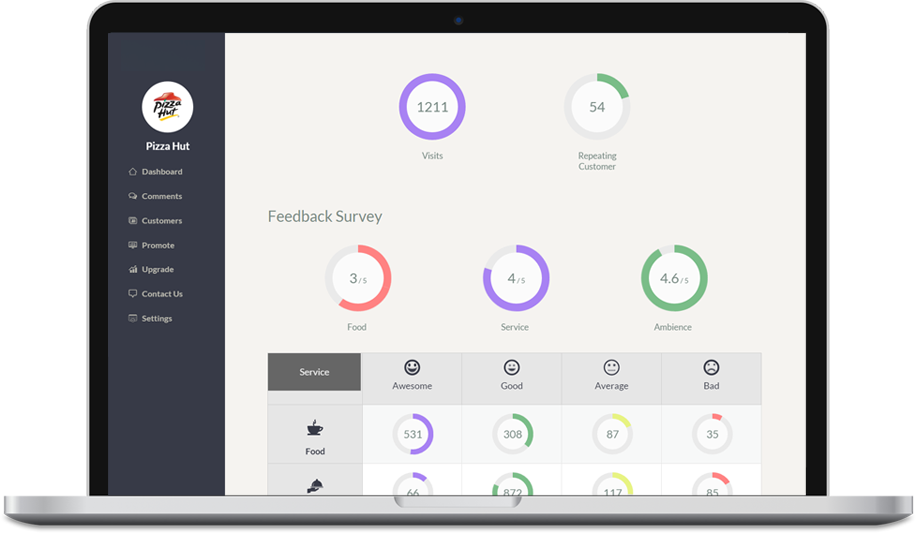 Pizza
Hut
Pizza Hut
Dashboard
Comments
Customers
Promote
Upgrade
Contact Us
Settings
1211
Visits
54
Repeating
Customer
Feedback Survey
3 / 5
Food
4 / 5
Service
4.6 / 5
Ambience
Service
Awesome
Good
Average
Bad
Food
531
308
87
35
66
872
117
85